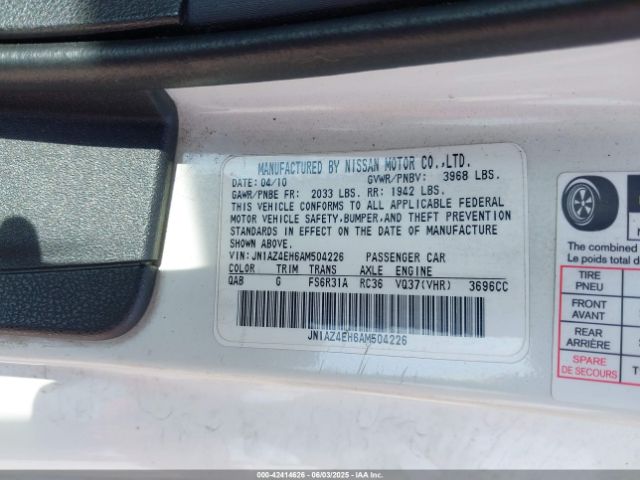 MANUFACTURED BY NISSAN MOTOR CO.,LTD.
DATE: 04/10 GVWR/PNBV: 3968 LBS.
GAWR/PNBE FR: 2033 LBS. RR: 1942 LBS.
THIS VEHICLE CONFORMS TO ALL APPLICABLE FEDERAL
MOTOR VEHICLE SAFETY,BUMPER,AND THEFT PREVENTION
STANDARDS IN EFFECT ON THE DATE OF MANUFACTURE
SHOWN ABOVE.
VIN:JN1AZ4EH6AM504226 PASSENGER CAR
COLOR TRIM TRANS AXLE ENGINE
QAB G FS6R31A RC36 VQ37(VHR) 3696CC
JN1AZ4EH6AM504226
The combined
Le poids total
TIRE
PNEU
FRONT
AVANT
REAR
ARRIÈRE
SPARE
DE SECOURS
000-42414626 - 06/03/2025 - IAAI.COM